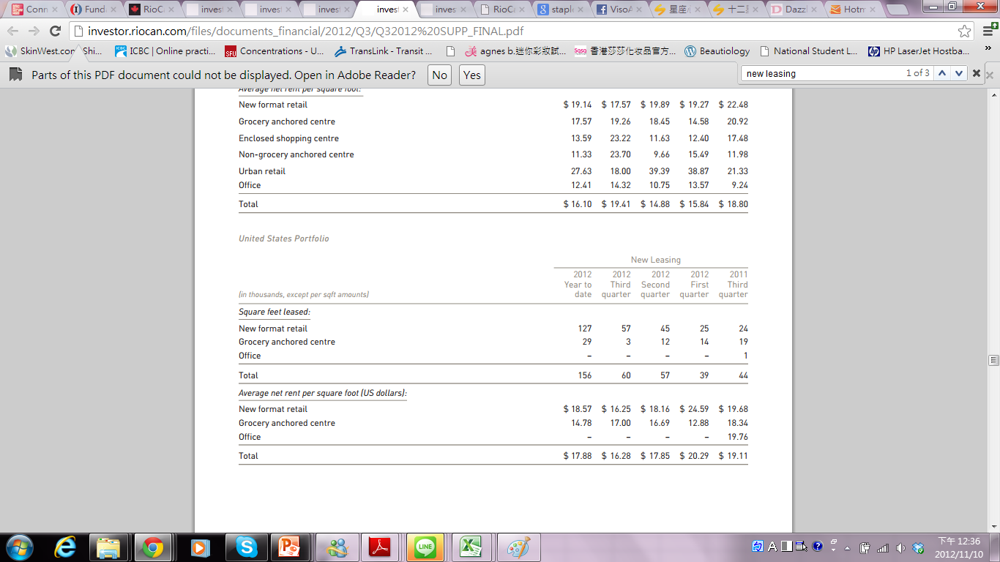 Conn
Fund
RioC
invest
invest
invest
invest
inves
RioC
stapl
VisoA
星座
十二
Dazzl
Hotm
investor.riocan.com/files/documents_financial/2012/Q3/Q32012%20SUPP_FINAL.pdf
SkinWest.com Shi... ICBC | Online practi... SFU Concentrations - U... TransLink - Transit ... agnes b.迷你彩妝試... Sasa 香港莎莎化妝品官方... Beautiology National Student L... HP LaserJet Hostba... »
Parts of this PDF document could not be displayed. Open in Adobe Reader? No Yes
new leasing 1 of 3
Average net rent per square foot:
New format retail $ 19.14 $ 17.57 $ 19.89 $ 19.27 $ 22.48
Grocery anchored centre 17.57 19.26 18.45 14.58 20.92
Enclosed shopping centre 13.59 23.22 11.63 12.40 17.48
Non-grocery anchored centre 11.33 23.70 9.66 15.49 11.98
Urban retail 27.63 18.00 39.39 38.87 21.33
Office 12.41 14.32 10.75 13.57 9.24
Total $ 16.10 $ 19.41 $ 14.88 $ 15.84 $ 18.80
United States Portfolio
New Leasing
2012 2012 2012 2012 2011
Year to Third Second First Third
(in thousands, except per sqft amounts) date quarter quarter quarter quarter
Square feet leased:
New format retail 127 57 45 25 24
Grocery anchored centre 29 3 12 14 19
Office – – – – 1
Total 156 60 57 39 44
Average net rent per square foot (US dollars):
New format retail $ 18.57 $ 16.25 $ 18.16 $ 24.59 $ 19.68
Grocery anchored centre 14.78 17.00 16.69 12.88 18.34
Office – – – – 19.76
Total $ 17.88 $ 16.28 $ 17.85 $ 20.29 $ 19.11
LINE
A
下午 12:36
2012/11/10